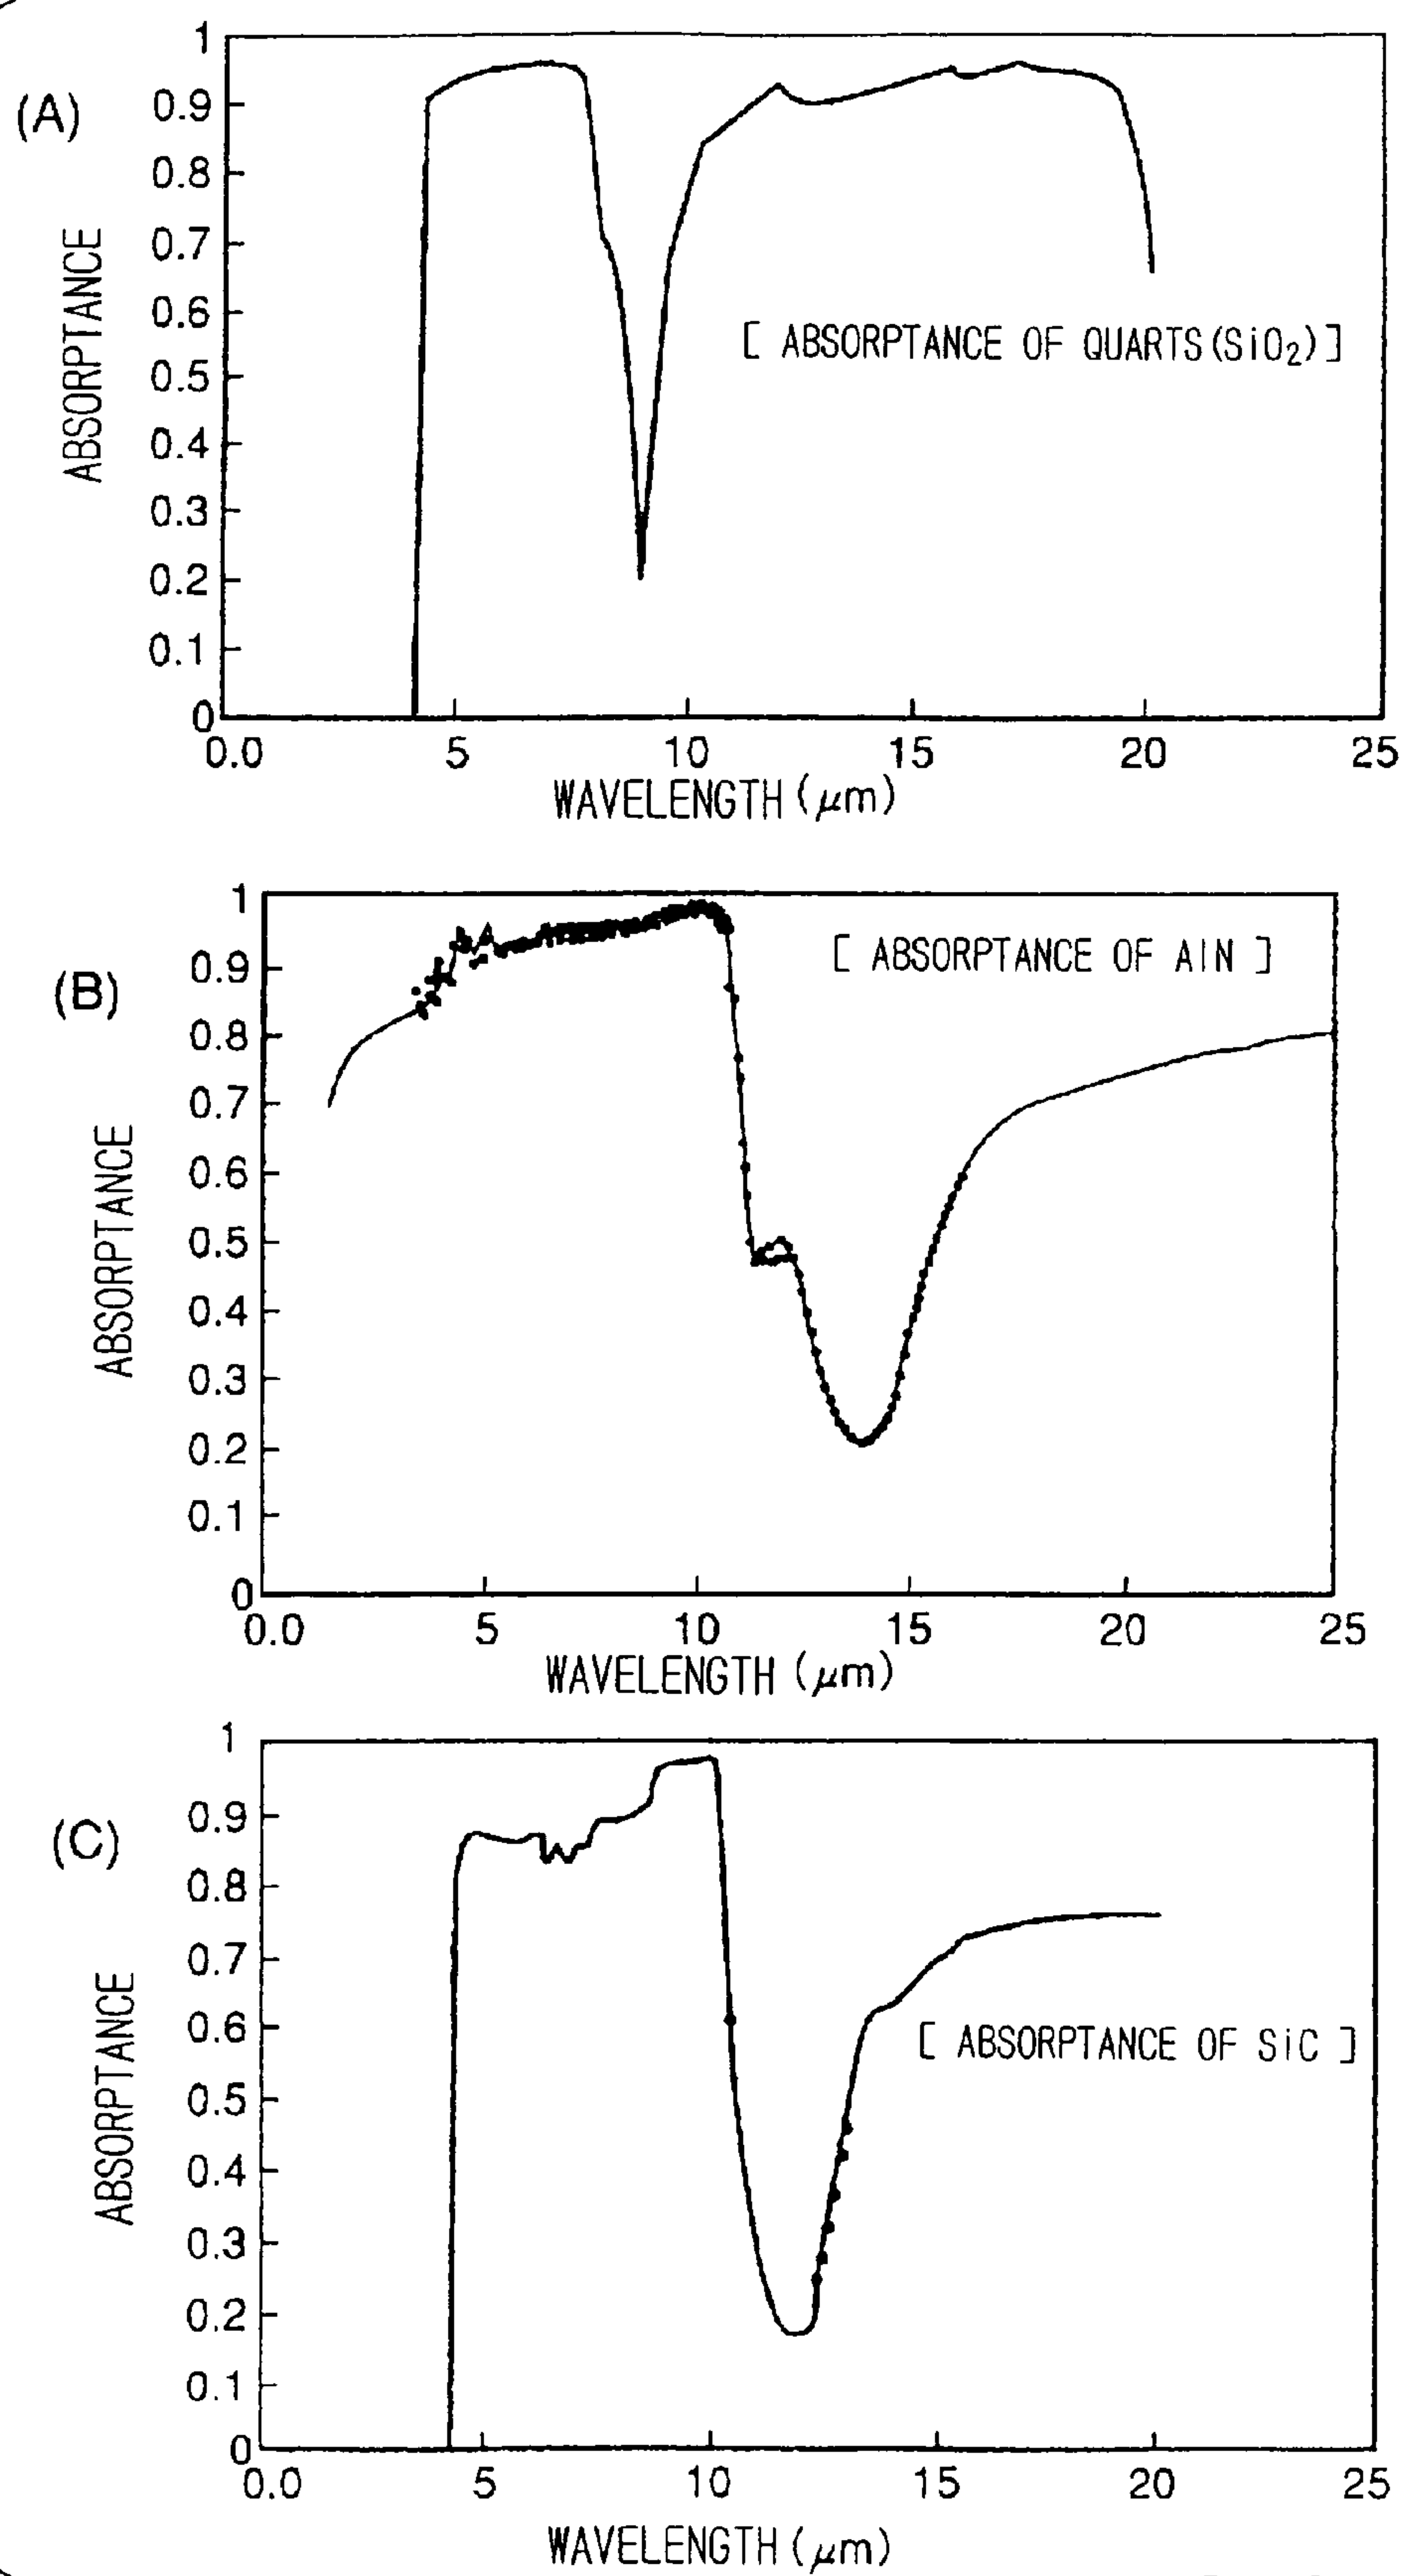 (A)
ABSORPTANCE
1
0.9
0.8
0.7
0.6
0.5
0.4
0.3
0.2
0.1
0
[ ABSORPTANCE OF QUARTS(SiO₂)]
0.0 5 10 15 20 25
WAVELENGTH (μm)
(B)
ABSORPTANCE
1
0.9
0.8
0.7
0.6
0.5
0.4
0.3
0.2
0.1
0
[ ABSORPTANCE OF AlN ]
0.0 5 10 15 20 25
WAVELENGTH (μm)
(C)
ABSORPTANCE
1
0.9
0.8
0.7
0.6
0.5
0.4
0.3
0.2
0.1
0
[ ABSORPTANCE OF SiC ]
0.0 5 10 15 20 25
WAVELENGTH (μm)